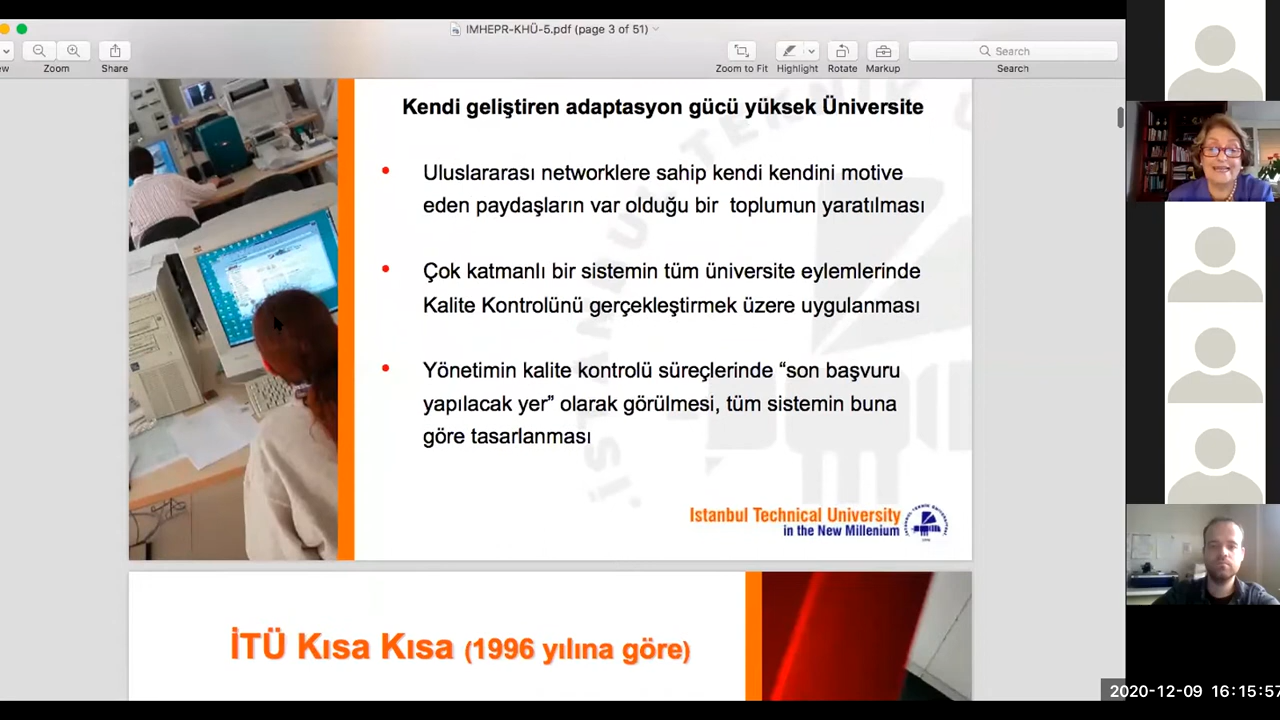 IMHEPR-KHÜ-5.pdf (page 3 of 51)
Zoom
Share
Zoom to Fit
Highlight
Rotate
Markup
Search
Search
Kendi geliştiren adaptasyon gücü yüksek Üniversite
• Uluslararası networklere sahip kendi kendini motive
eden paydaşların var olduğu bir toplumun yaratılması
• Çok katmanlı bir sistemin tüm üniversite eylemlerinde
Kalite Kontrolünü gerçekleştirmek üzere uygulanması
• Yönetimin kalite kontrolü süreçlerinde “son başvuru
yapılacak yer” olarak görülmesi, tüm sistemin buna
göre tasarlanması
Istanbul Technical University
in the New Millenium
İTÜ Kısa Kısa (1996 yılına göre)
2020-12-09 16:15:57